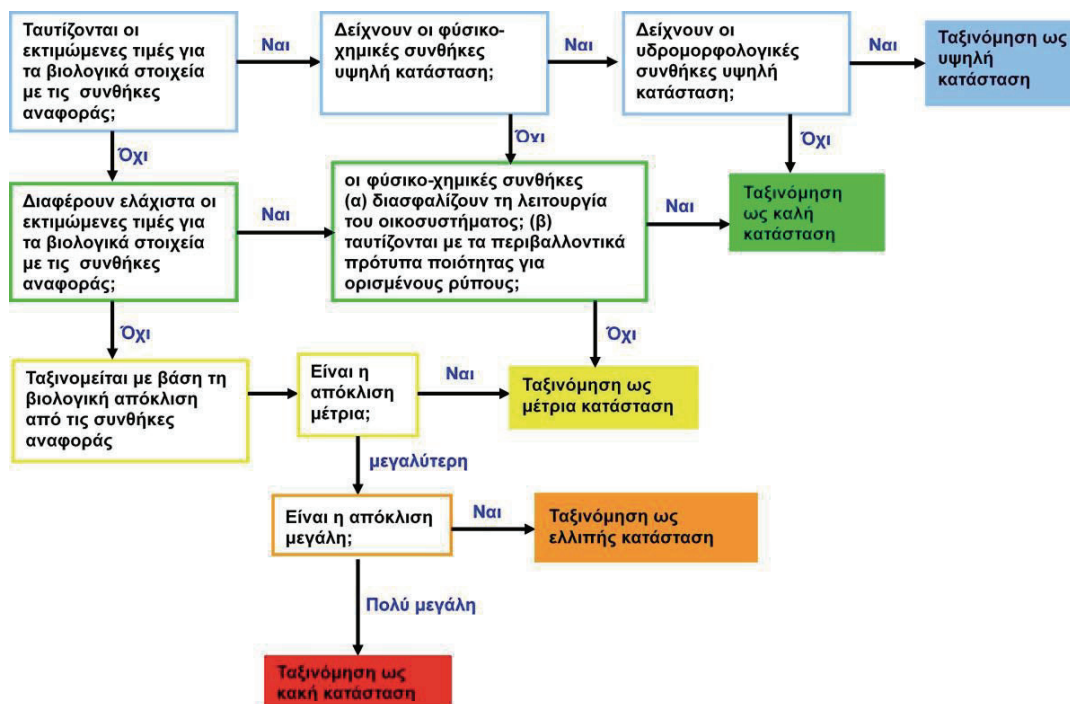 Ταυτίζονται οι
εκτιμώμενες τιμές για
τα βιολογικά στοιχεία
με τις συνθήκες
αναφοράς;
Ναι
Δείχνουν οι φύσικο-
χημικές συνθήκες
υψηλή κατάσταση;
Ναι
Δείχνουν οι
υδρομορφολογικές
συνθήκες υψηλή
κατάσταση;
Ναι
Ταξινόμηση ως
υψηλή
κατάσταση
Όχι
Όχι
Όχι
Διαφέρουν ελάχιστα οι
εκτιμώμενες τιμές για
τα βιολογικά στοιχεία
με τις συνθήκες
αναφοράς;
Ναι
οι φύσικο-χημικές συνθήκες
(α) διασφαλίζουν τη λειτουργία
του οικοσυστήματος; (β)
ταυτίζονται με τα περιβαλλοντικά
πρότυπα ποιότητας για
ορισμένους ρύπους;
Ναι
Ταξινόμηση
ως καλή
κατάσταση
Όχι
Όχι
Ταξινομείται με βάση τη
βιολογική απόκλιση
από τις συνθήκες
αναφοράς
Είναι η
απόκλιση
μέτρια;
Ναι
Ταξινόμηση ως
μέτρια κατάσταση
μεγαλύτερη
Είναι η απόκλιση
μεγάλη;
Ναι
Ταξινόμηση ως
ελλιπής κατάσταση
Πολύ μεγάλη
Ταξινόμηση ως
κακή κατάσταση